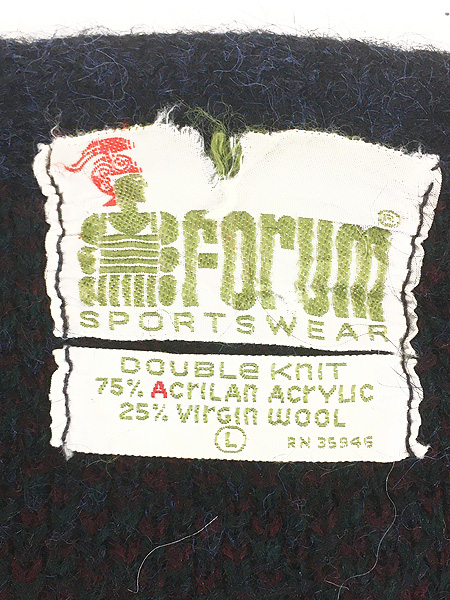 Forum®
SPORTSWEAR
DOUBLE KNIT
75% ACRILAN ACRYLIC
25% VIRGIN WOOL
L
RN 35946